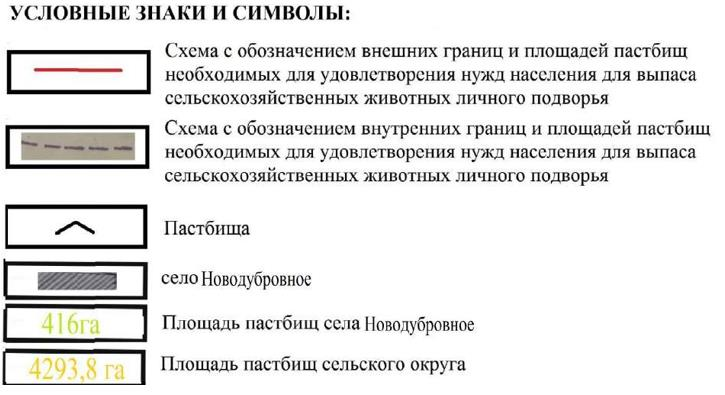 УСЛОВНЫЕ ЗНАКИ И СИМВОЛЫ:
Схема с обозначением внешних границ и площадей пастбищ
необходимых для удовлетворения нужд населения для выпаса
сельскохозяйственных животных личного подворья
Схема с обозначением внутренних границ и площадей пастбищ
необходимых для удовлетворения нужд населения для выпаса
сельскохозяйственных животных личного подворья
Пастбища
село Новодубровное
416га Площадь пастбищ села Новодубровное
4293,8 га Площадь пастбищ сельского округа